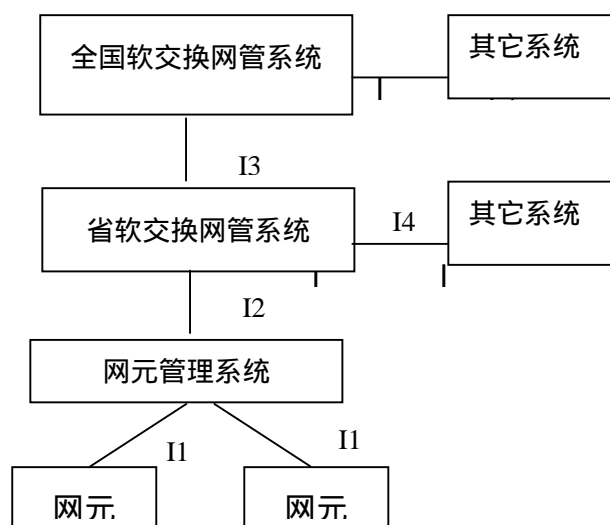 全国软交换网管系统
其它系统
I3
省软交换网管系统
I4
其它系统
I2
网元管理系统
I1
I1
网元
网元